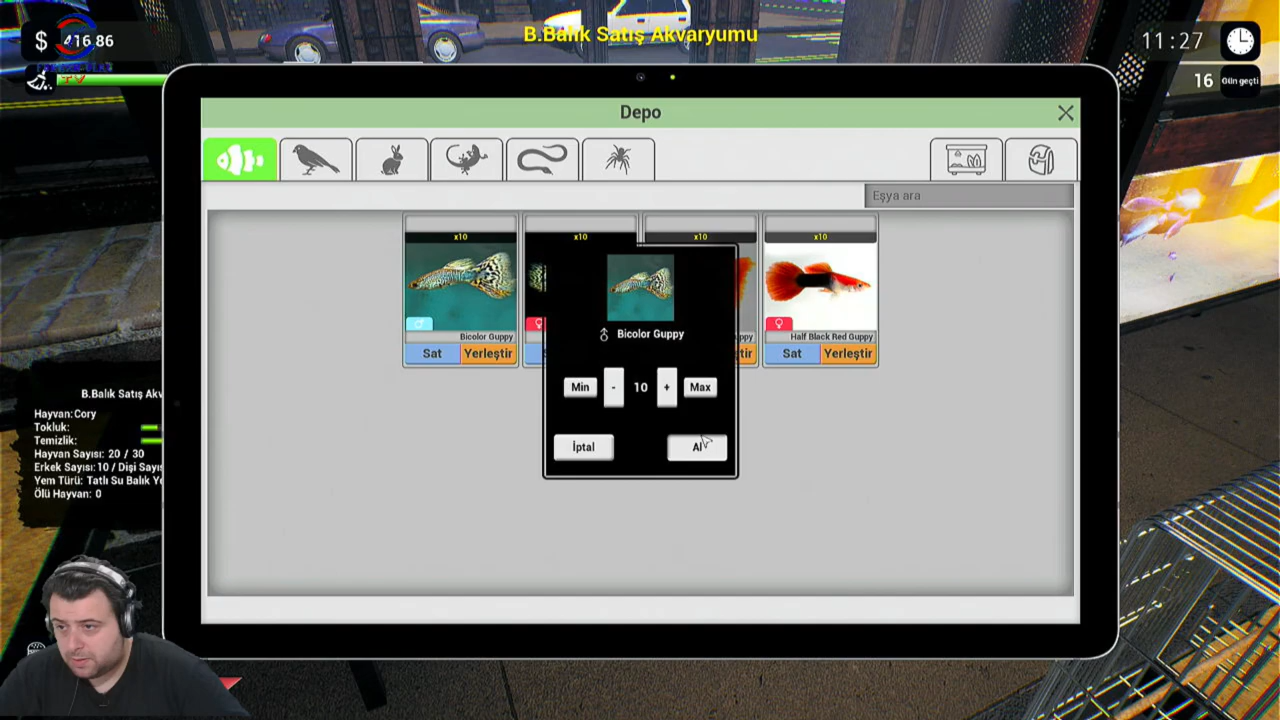 B.Balık Satış Akvaryumu
$ 416.86
11:27
16 Gün geçti
Depo
Eşya ara
x10 x10 x10 x10
Bicolor Guppy
Half Black Red Guppy
Sat Yerleştir
Sat Yerleştir
Bicolor Guppy
Min - 10 + Max
İptal Al
B.Balık Satış Akv
Hayvan:Cory
Tokluk:
Temizlik:
Hayvan Sayısı: 20 / 30
Erkek Sayısı:10 / Dişi Sayıs
Yem Türü: Tatlı Su Balık Ye
Ölü Hayvan: 0